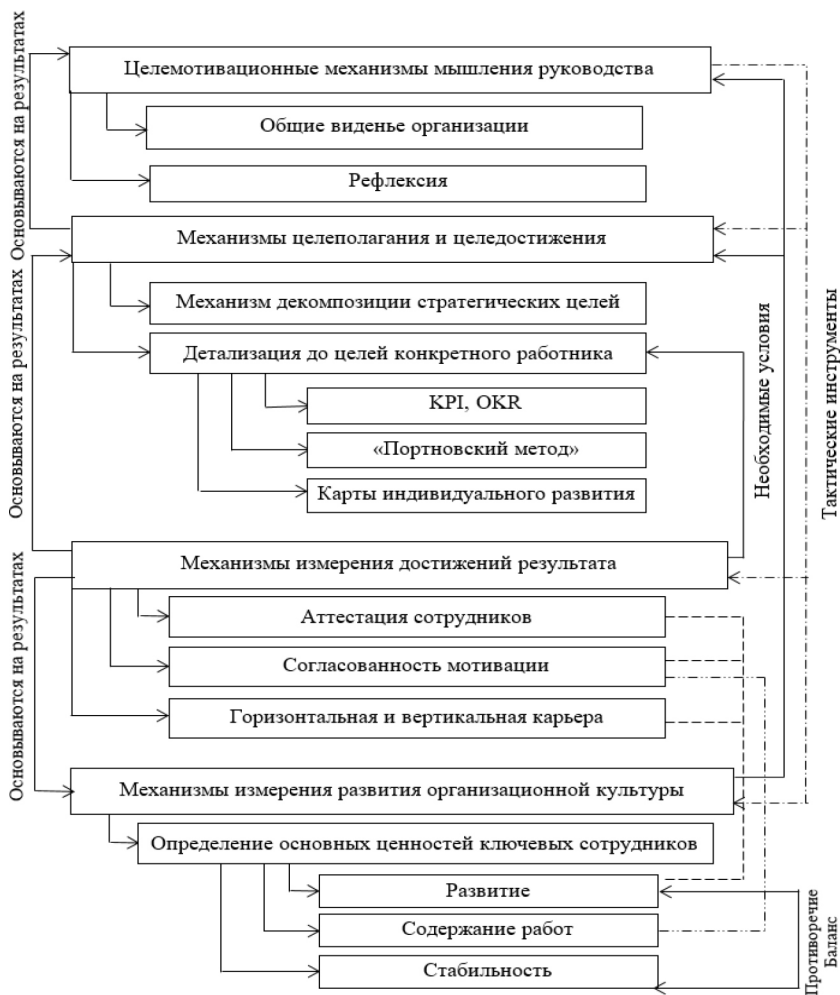 Целемотивационные механизмы мышления руководства
Общие виденье организации
Рефлексия
Основываются на результатах
Механизмы целеполагания и целедостижения
Механизм декомпозиции стратегических целей
Детализация до целей конкретного работника
KPI, OKR
«Портновский метод»
Карты индивидуального развития
Основываются на результатах
Необходимые условия
Тактические инструменты
Механизмы измерения достижений результата
Аттестация сотрудников
Согласованность мотивации
Горизонтальная и вертикальная карьера
Основываются на результатах
Механизмы измерения развития организационной культуры
Определение основных ценностей ключевых сотрудников
Развитие
Содержание работ
Стабильность
Противоречие
Баланс